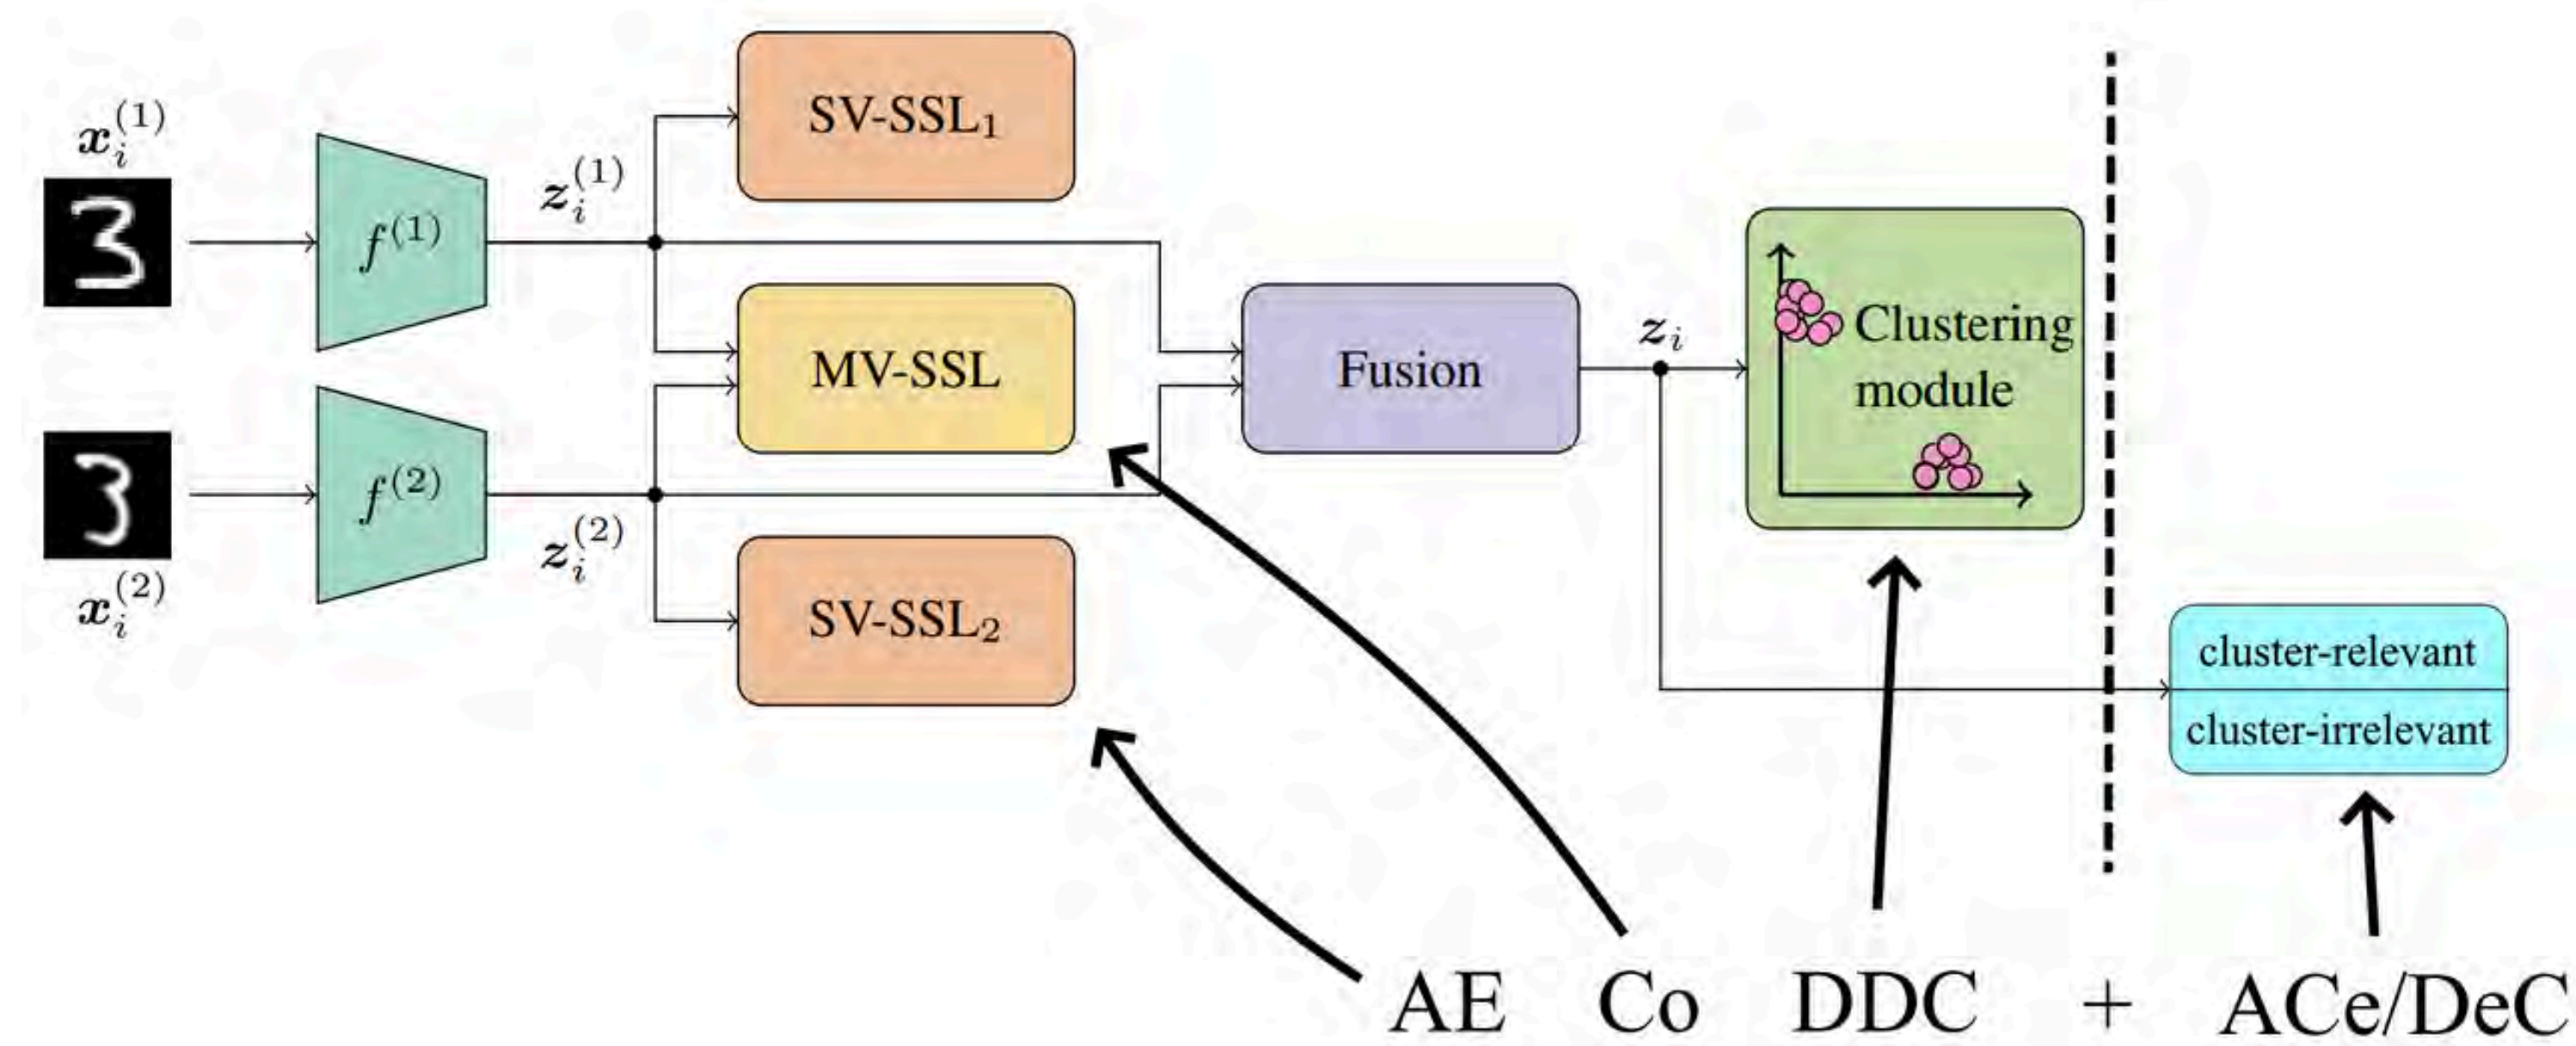 x_i^{(1)}
f^{(1)}
z_i^{(1)}
SV-SSL₁
MV-SSL
Fusion
z_i
Clustering
module
f^{(2)}
z_i^{(2)}
x_i^{(2)}
SV-SSL₂
cluster-relevant
cluster-irrelevant
AE Co DDC + ACe/DeC